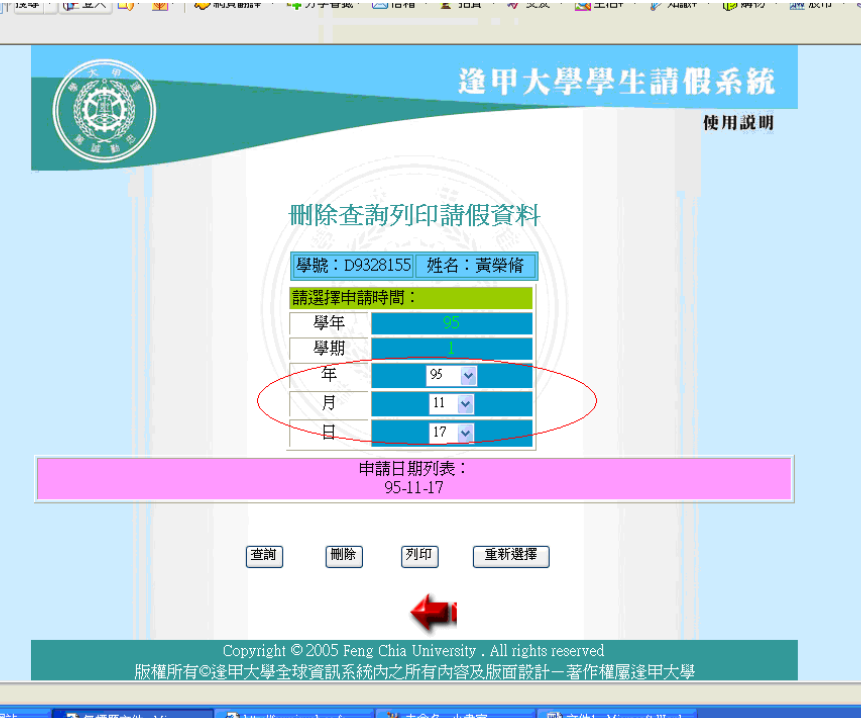 逢甲大學學生請假系統
使用説明
刪除查詢列印請假資料
學號：D9328155 姓名：黃榮脩
請選擇申請時間：
學年 95
學期 1
年 95
月 11
日 17
申請日期列表：
95-11-17
查詢 刪除 列印 重新選擇
Copyright © 2005 Feng Chia University . All rights reserved
版權所有©逢甲大學全球資訊系統內之所有內容及版面設計－著作權屬逢甲大學